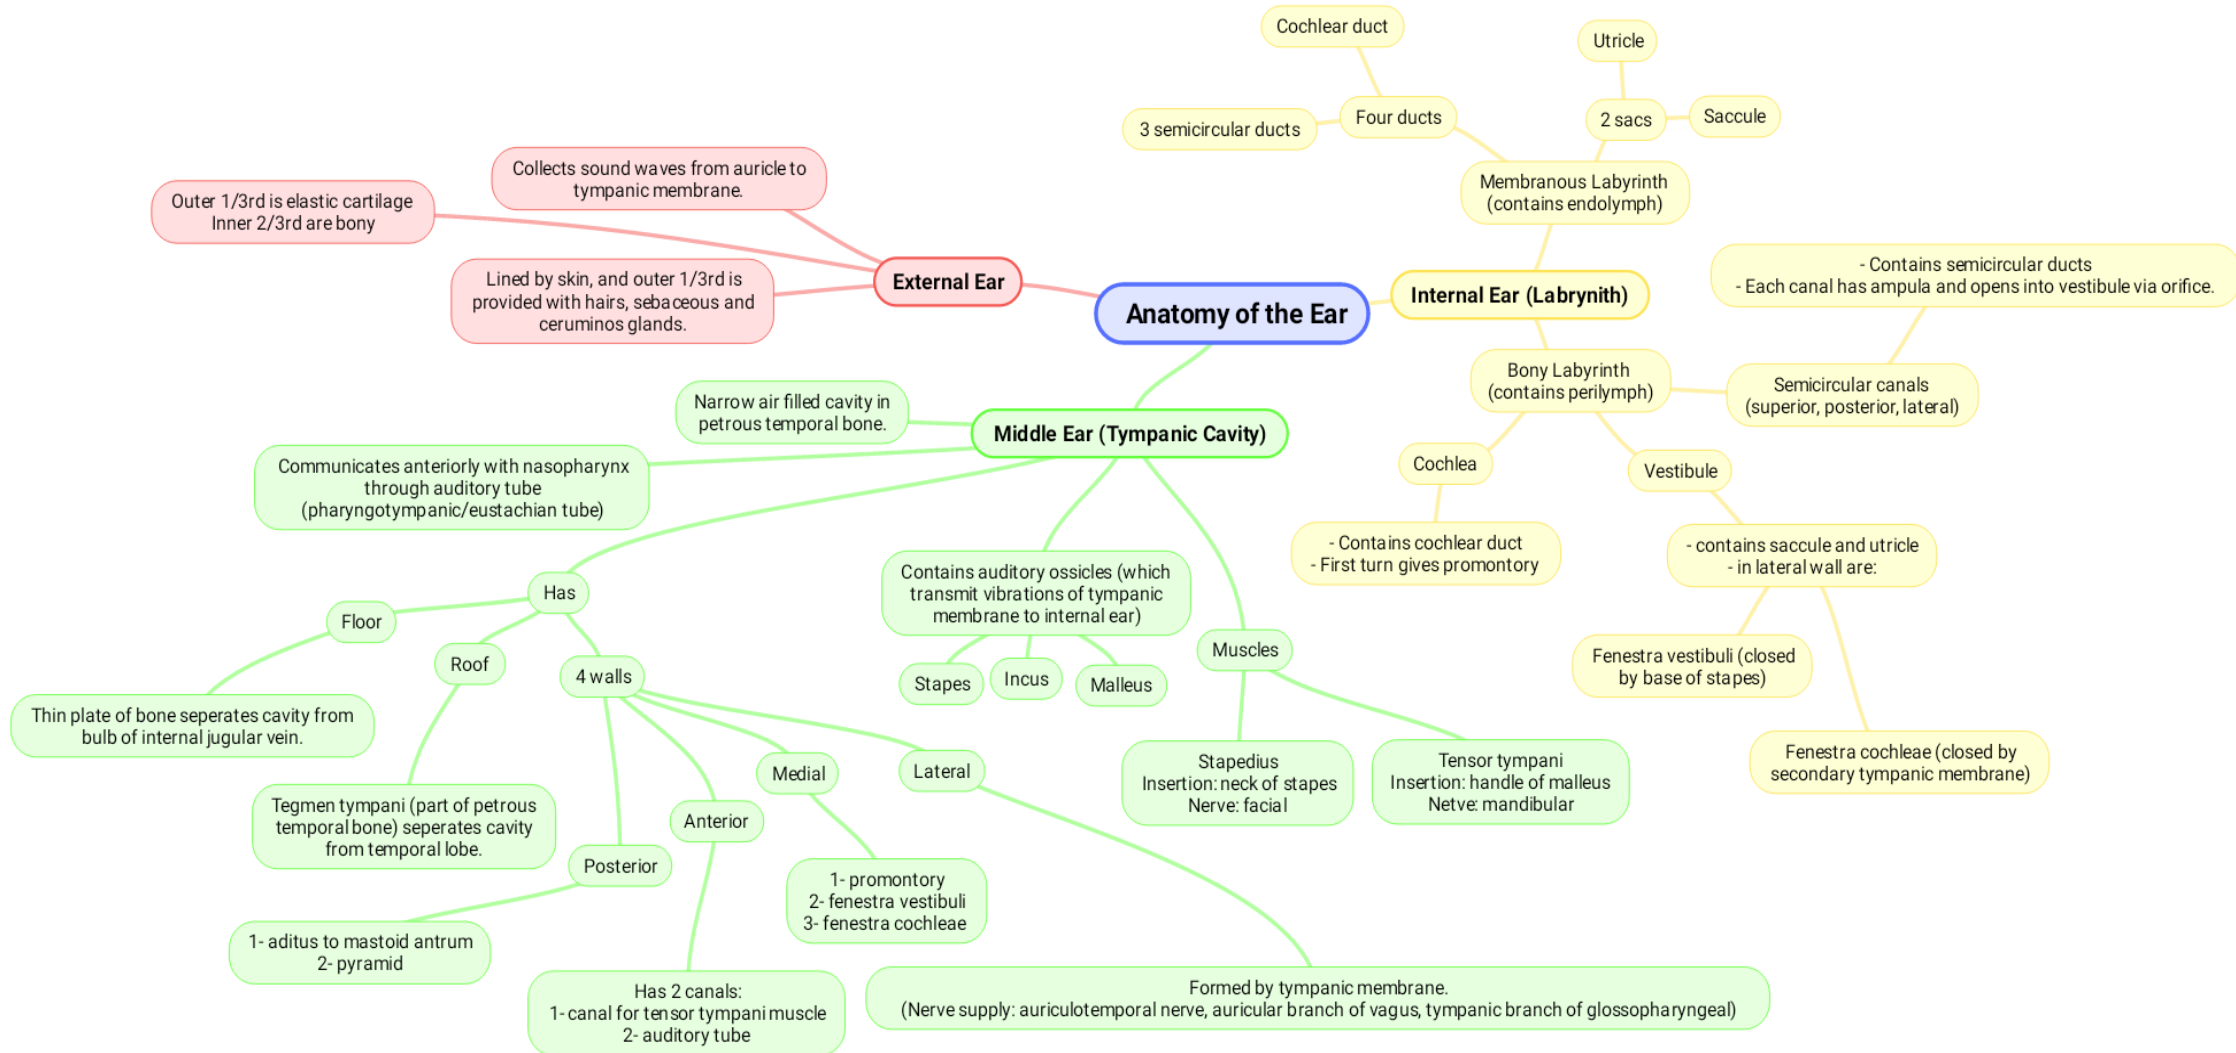 Anatomy of the Ear
External Ear
Collects sound waves from auricle to
tympanic membrane.
Outer 1/3rd is elastic cartilage
Inner 2/3rd are bony
Lined by skin, and outer 1/3rd is
provided with hairs, sebaceous and
ceruminos glands.
Middle Ear (Tympanic Cavity)
Narrow air filled cavity in
petrous temporal bone.
Communicates anteriorly with nasopharynx
through auditory tube
(pharyngotympanic/eustachian tube)
Has
Floor
Thin plate of bone seperates cavity from
bulb of internal jugular vein.
Roof
Tegmen tympani (part of petrous
temporal bone) seperates cavity
from temporal lobe.
4 walls
Posterior
1- aditus to mastoid antrum
2- pyramid
Anterior
Has 2 canals:
1- canal for tensor tympani muscle
2- auditory tube
Medial
1- promontory
2- fenestra vestibuli
3- fenestra cochleae
Lateral
Formed by tympanic membrane.
(Nerve supply: auriculotemporal nerve, auricular branch of vagus, tympanic branch of glossopharyngeal)
Contains auditory ossicles (which
transmit vibrations of tympanic
membrane to internal ear)
Stapes
Incus
Malleus
Muscles
Stapedius
Insertion: neck of stapes
Nerve: facial
Tensor tympani
Insertion: handle of malleus
Netve: mandibular
Internal Ear (Labrynith)
Membranous Labyrinth
(contains endolymph)
Four ducts
Cochlear duct
3 semicircular ducts
2 sacs
Utricle
Saccule
Bony Labyrinth
(contains perilymph)
Semicircular canals
(superior, posterior, lateral)
- Contains semicircular ducts
- Each canal has ampula and opens into vestibule via orifice.
Cochlea
- Contains cochlear duct
- First turn gives promontory
Vestibule
- contains saccule and utricle
- in lateral wall are:
Fenestra vestibuli (closed
by base of stapes)
Fenestra cochleae (closed by
secondary tympanic membrane)